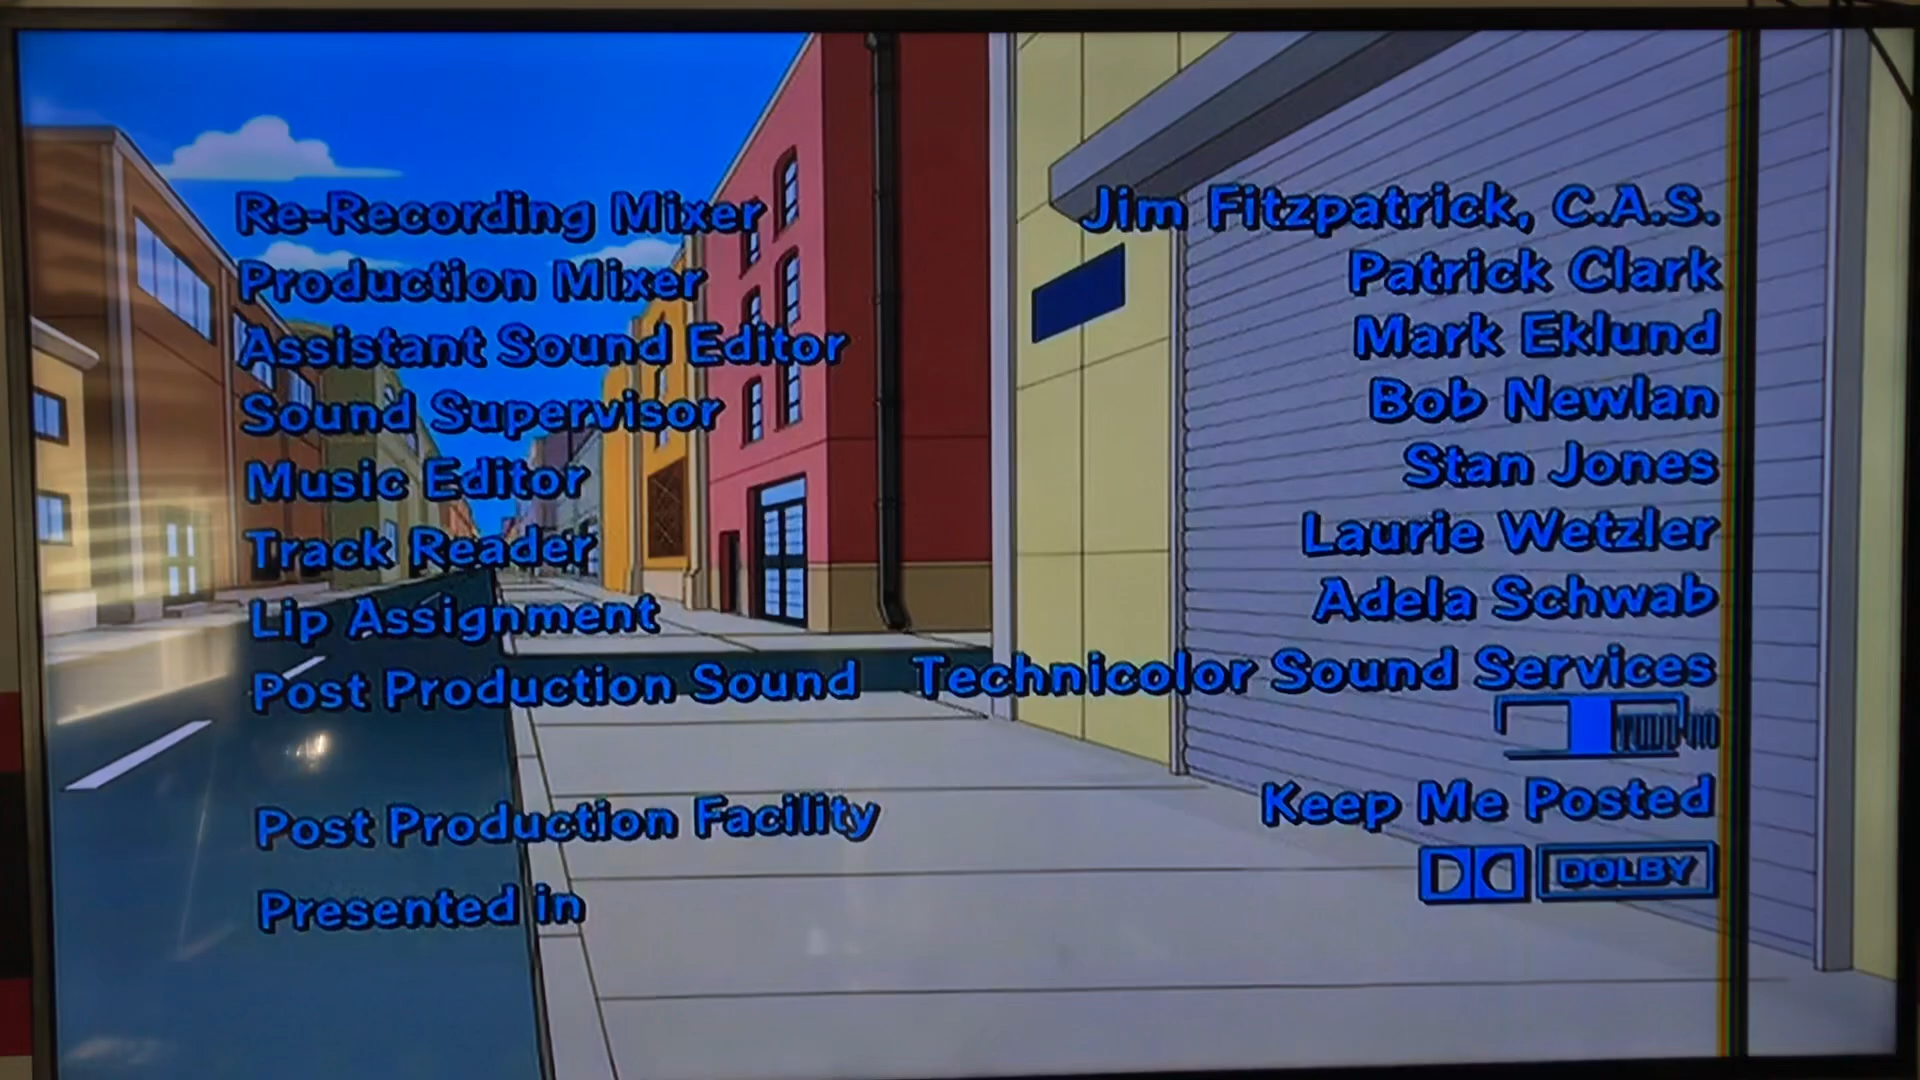 Re-Recording Mixer Jim Fitzpatrick, C.A.S.
Production Mixer Patrick Clark
Assistant Sound Editor Mark Eklund
Sound Supervisor Bob Newlan
Music Editor Stan Jones
Track Reader Laurie Wetzler
Lip Assignment Adela Schwab
Post Production Sound Technicolor Sound Services
Post Production Facility Keep Me Posted
Presented in DOLBY